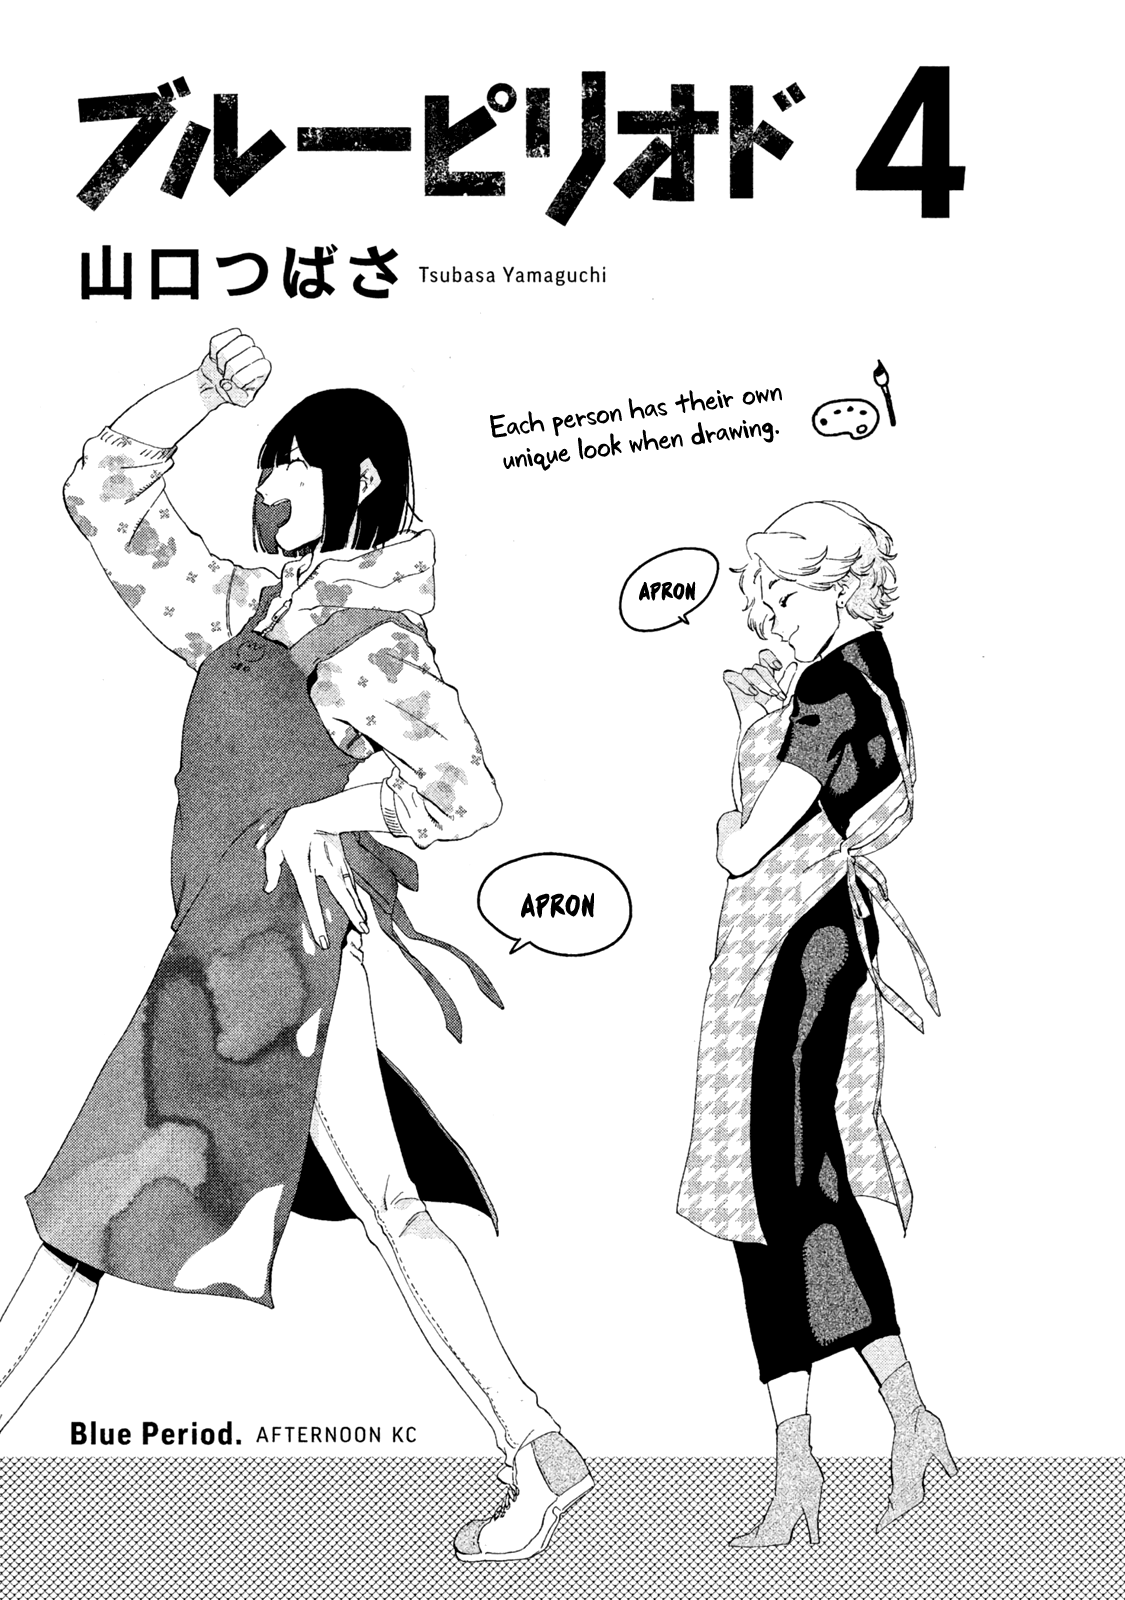 ブルーピリオド 4
山口つばさ Tsubasa Yamaguchi
Each person has their own
unique look when drawing.
APRON
APRON
Blue Period. AFTERNOON KC